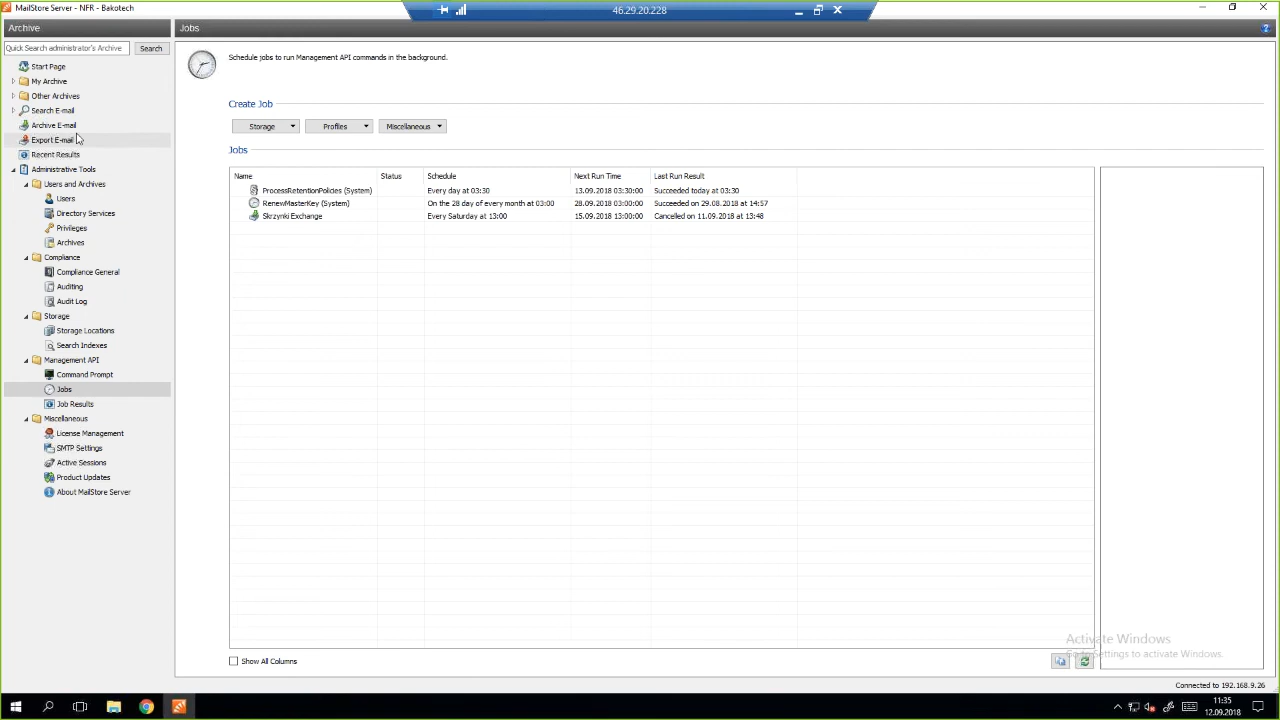 MailStore Server - NFR - Bakotech
46.29.20.228
Archive
Jobs
Quick Search administrator's Archive
Search
Start Page
My Archive
Other Archives
Search E-mail
Archive E-mail
Export E-mail
Recent Results
Administrative Tools
Users and Archives
Users
Directory Services
Privileges
Archives
Compliance
Compliance General
Auditing
Audit Log
Storage
Storage Locations
Search Indexes
Management API
Command Prompt
Jobs
Job Results
Miscellaneous
License Management
SMTP Settings
Active Sessions
Product Updates
About MailStore Server
Schedule jobs to run Management API commands in the background.
Create Job
Storage Profiles Miscellaneous
Jobs
Name Status Schedule Next Run Time Last Run Result
ProcessRetentionPolicies (System) Every day at 03:30 13.09.2018 03:30:00 Succeeded today at 03:30
RenewMasterKey (System) On the 28 day of every month at 03:00 28.09.2018 03:00:00 Succeeded on 29.08.2018 at 14:57
Skrzynki Exchange Every Saturday at 13:00 15.09.2018 13:00:00 Cancelled on 11.09.2018 at 13:48
Activate Windows
Go to Settings to activate Windows.
Show All Columns
Connected to 192.168.9.26
11:35
12.09.2018